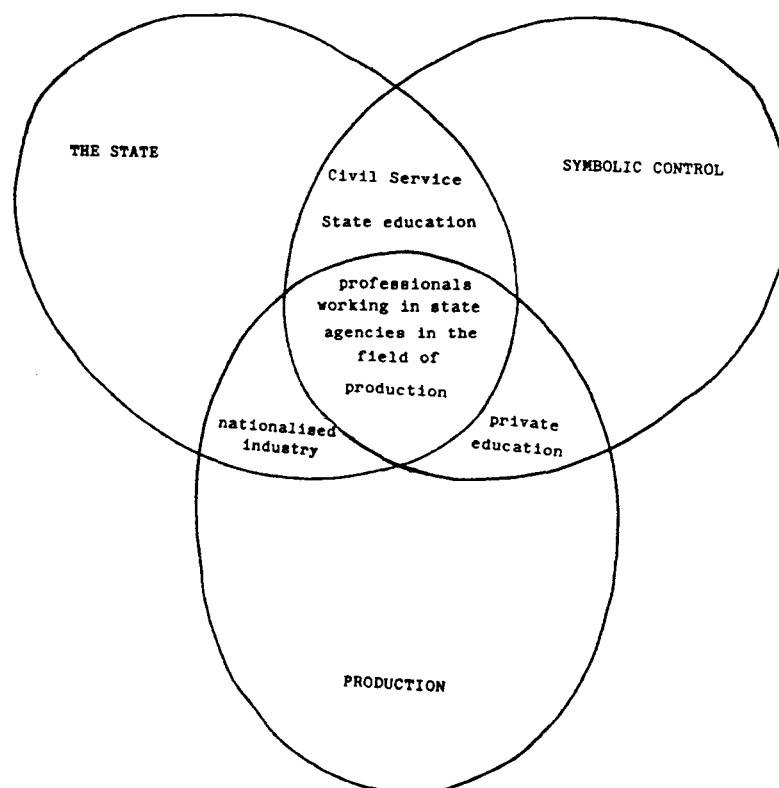 THE STATE
SYMBOLIC CONTROL
Civil Service
State education
professionals
working in state
agencies in the
field of
production
nationalised
industry
private
education
PRODUCTION